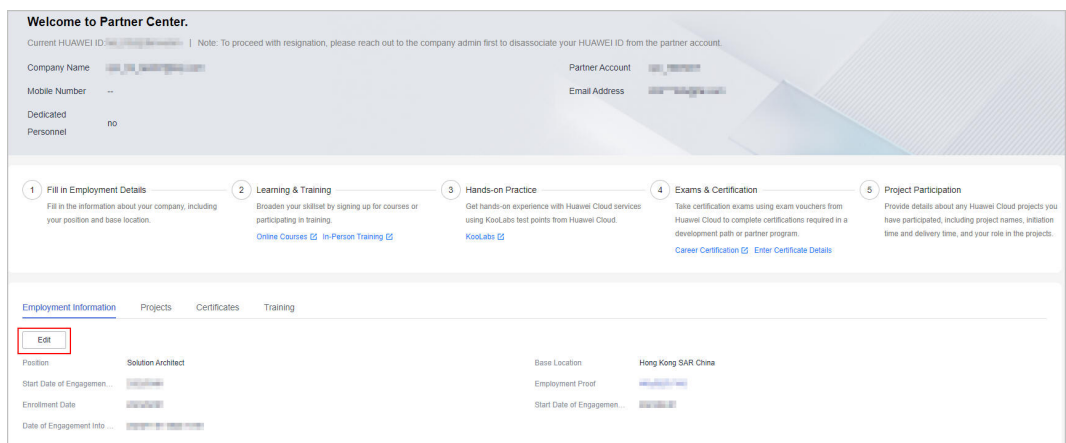 Welcome to Partner Center.
Current HUAWEI ID: | Note: To proceed with resignation, please reach out to the company admin first to disassociate your HUAWEI ID from the partner account.
Company Name
Partner Account
Mobile Number --
Email Address
Dedicated
Personnel
no
1 Fill in Employment Details
Fill in the information about your company, including
your position and base location.
2 Learning & Training
Broaden your skillset by signing up for courses or
participating in training.
Online Courses In-Person Training
3 Hands-on Practice
Get hands-on experience with Huawei Cloud services
using KooLabs test points from Huawei Cloud.
KooLabs
4 Exams & Certification
Take certification exams using exam vouchers from
Huawei Cloud to complete certifications required in a
development path or partner program.
Career Certification Enter Certificate Details
5 Project Participation
Provide details about any Huawei Cloud projects you
have participated, including project names, initiation
time and delivery time, and your role in the projects.
Employment Information Projects Certificates Training
Edit
Position Solution Architect
Base Location Hong Kong SAR China
Start Date of Engagemen...
Employment Proof
Enrollment Date
Start Date of Engagemen...
Date of Engagement Into ...